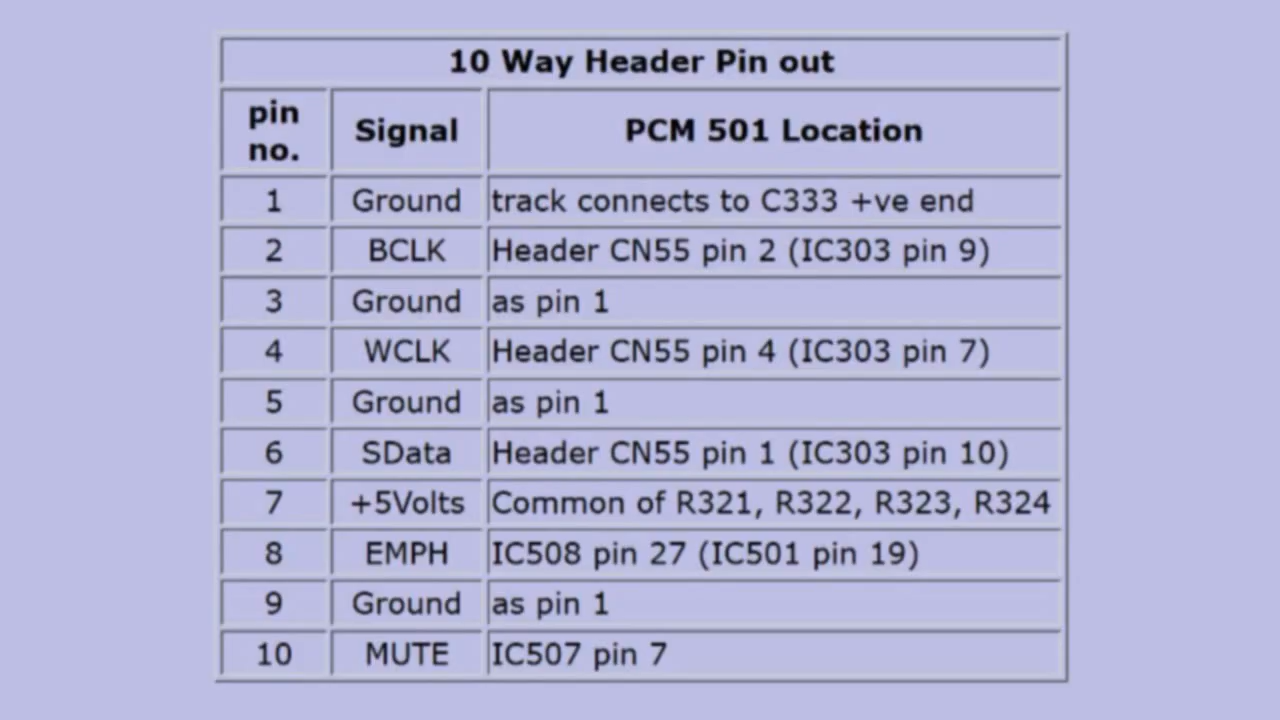 10 Way Header Pin out
pin
no.
Signal
PCM 501 Location
1 Ground track connects to C333 +ve end
2 BCLK Header CN55 pin 2 (IC303 pin 9)
3 Ground as pin 1
4 WCLK Header CN55 pin 4 (IC303 pin 7)
5 Ground as pin 1
6 SData Header CN55 pin 1 (IC303 pin 10)
7 +5Volts Common of R321, R322, R323, R324
8 EMPH IC508 pin 27 (IC501 pin 19)
9 Ground as pin 1
10 MUTE IC507 pin 7